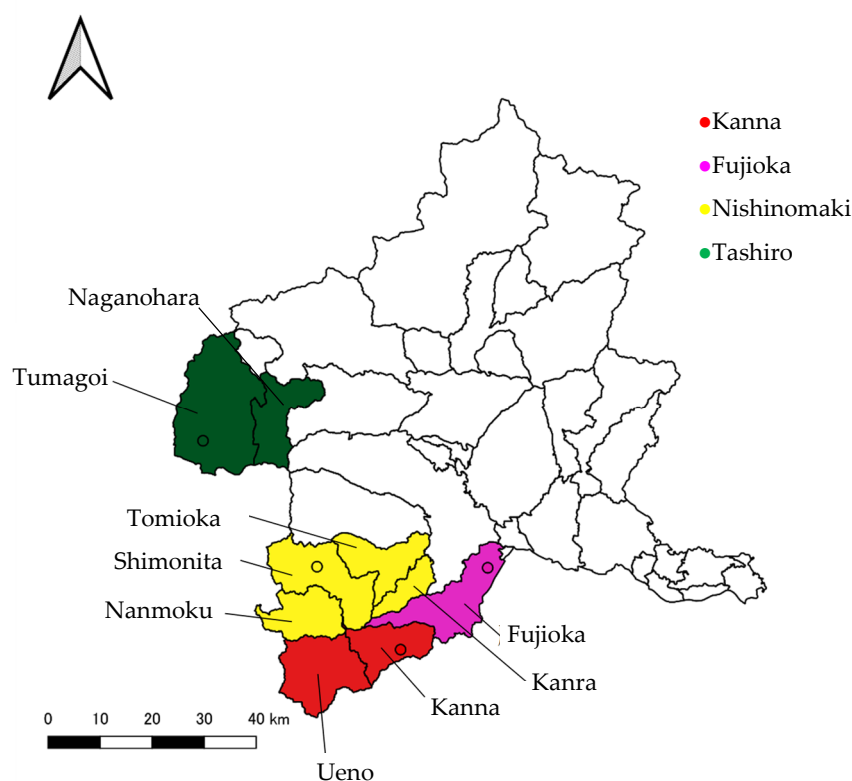 Kanna
Fujioka
Nishinomaki
Tashiro
Naganohara
Tumagoi
Tomioka
Shimonita
Nanmoku
Fujioka
Kanra
Kanna
Ueno
0 10 20 30 40 km